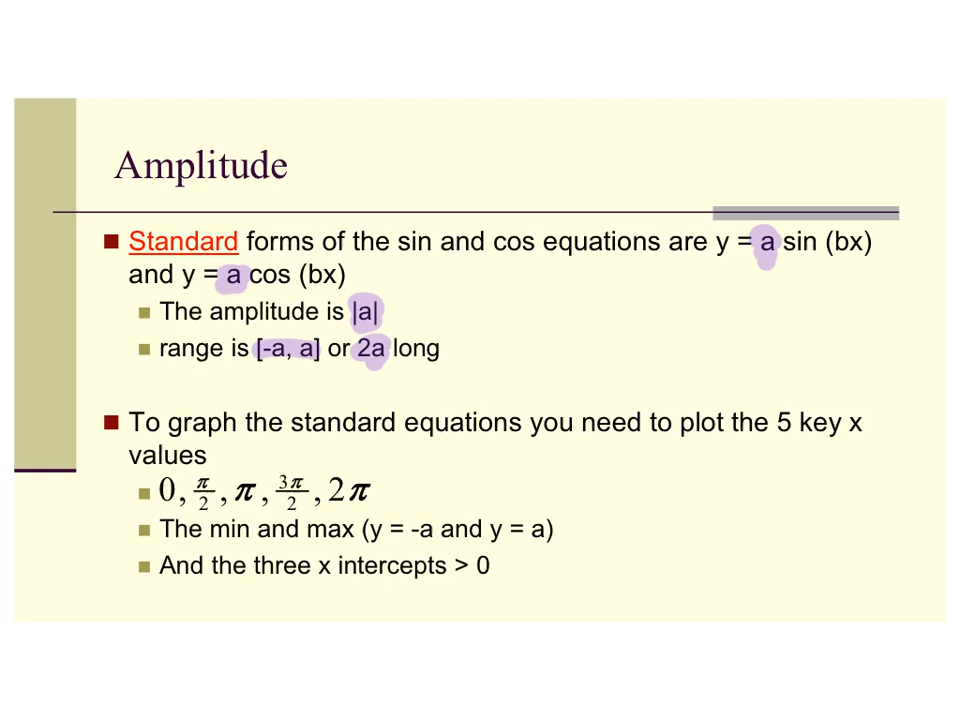 Amplitude
Standard forms of the sin and cos equations are y = a sin (bx)
and y = a cos (bx)
The amplitude is |a|
range is [-a, a] or 2a long
To graph the standard equations you need to plot the 5 key x
values
0, π/2, π, 3π/2, 2π
The min and max (y = -a and y = a)
And the three x intercepts > 0